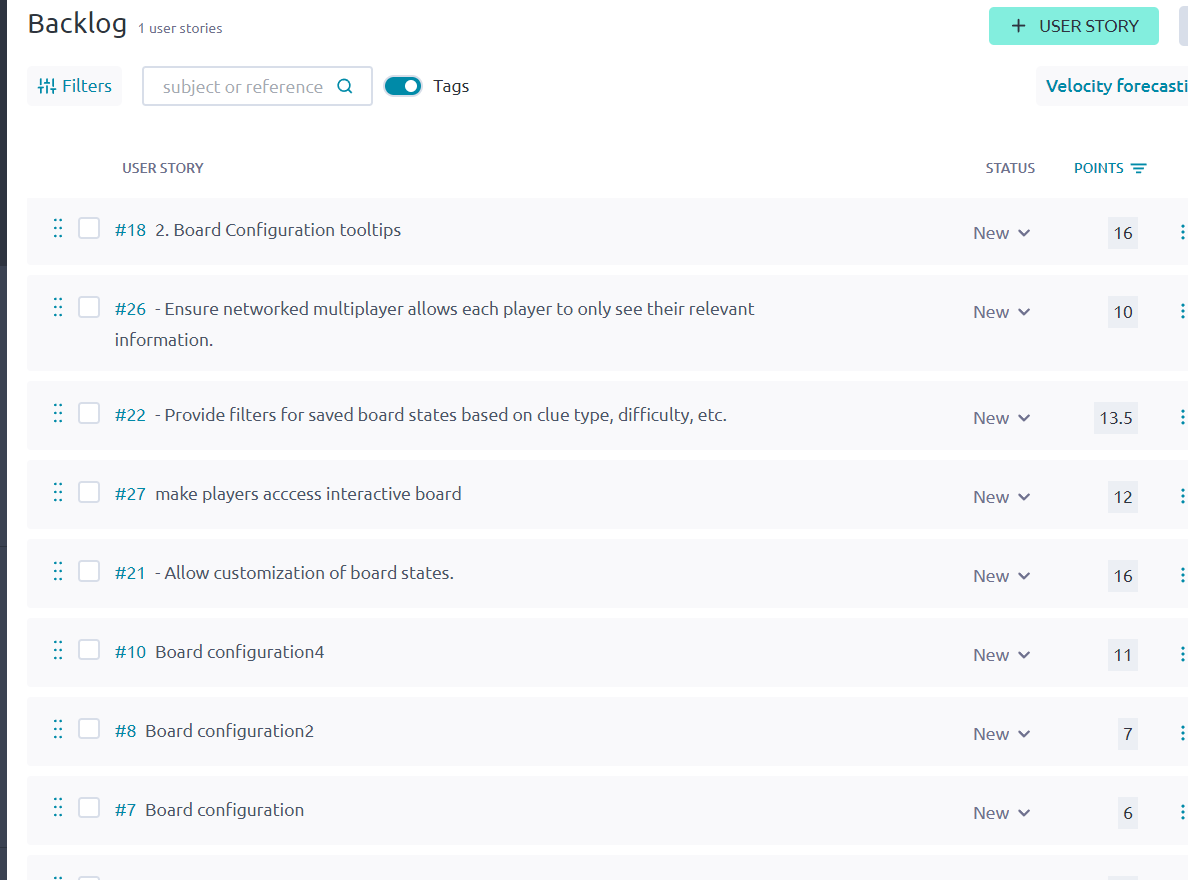 Backlog 1 user stories
+ USER STORY
Filters
subject or reference
Tags
Velocity forecasti
USER STORY
STATUS
POINTS
#18 2. Board Configuration tooltips
New
16
#26 - Ensure networked multiplayer allows each player to only see their relevant
information.
New
10
#22 - Provide filters for saved board states based on clue type, difficulty, etc.
New
13.5
#27 make players acccess interactive board
New
12
#21 - Allow customization of board states.
New
16
#10 Board configuration4
New
11
#8 Board configuration2
New
7
#7 Board configuration
New
6